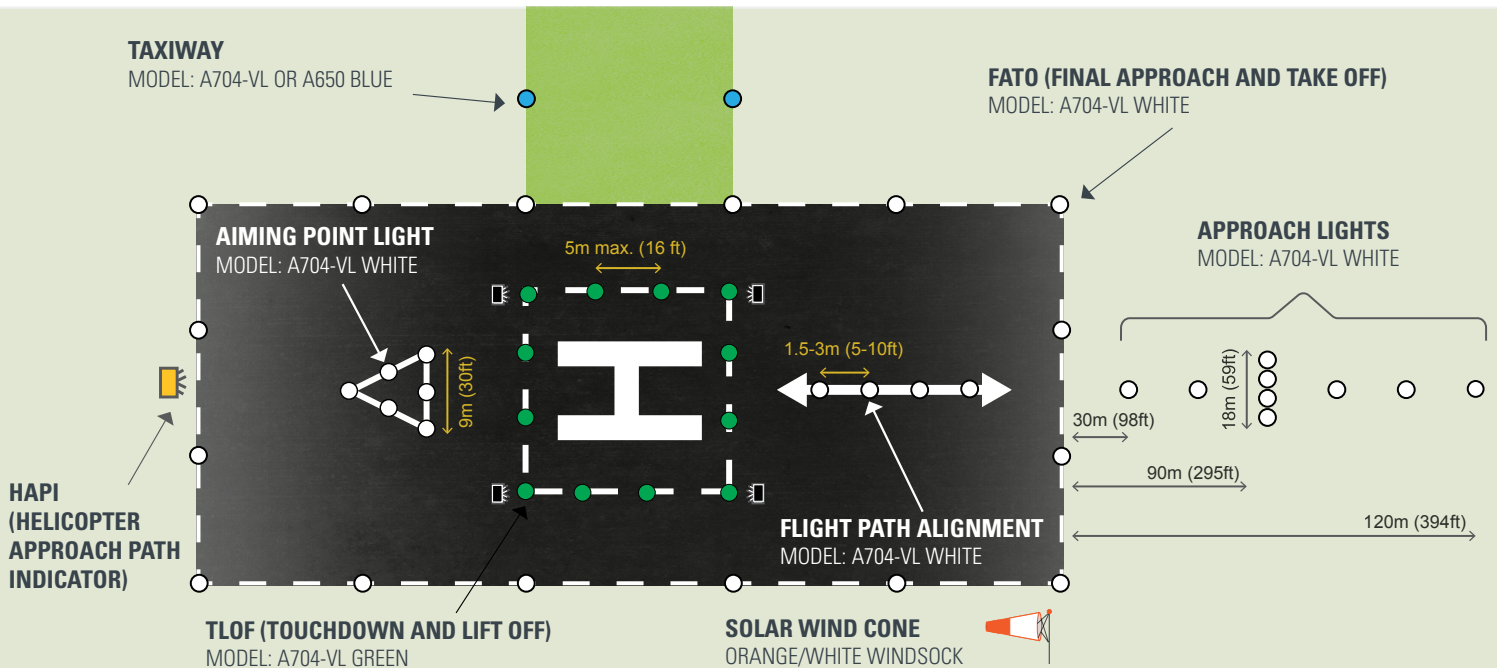 TAXIWAY
MODEL: A704-VL OR A650 BLUE
FATO (FINAL APPROACH AND TAKE OFF)
MODEL: A704-VL WHITE
AIMING POINT LIGHT
MODEL: A704-VL WHITE
5m max. (16 ft)
APPROACH LIGHTS
MODEL: A704-VL WHITE
9m (30ft)
H
1.5-3m (5-10ft)
18m (59ft)
30m (98ft)
90m (295ft)
120m (394ft)
HAPI
(HELICOPTER
APPROACH PATH
INDICATOR)
FLIGHT PATH ALIGNMENT
MODEL: A704-VL WHITE
TLOF (TOUCHDOWN AND LIFT OFF)
MODEL: A704-VL GREEN
SOLAR WIND CONE
ORANGE/WHITE WINDSOCK